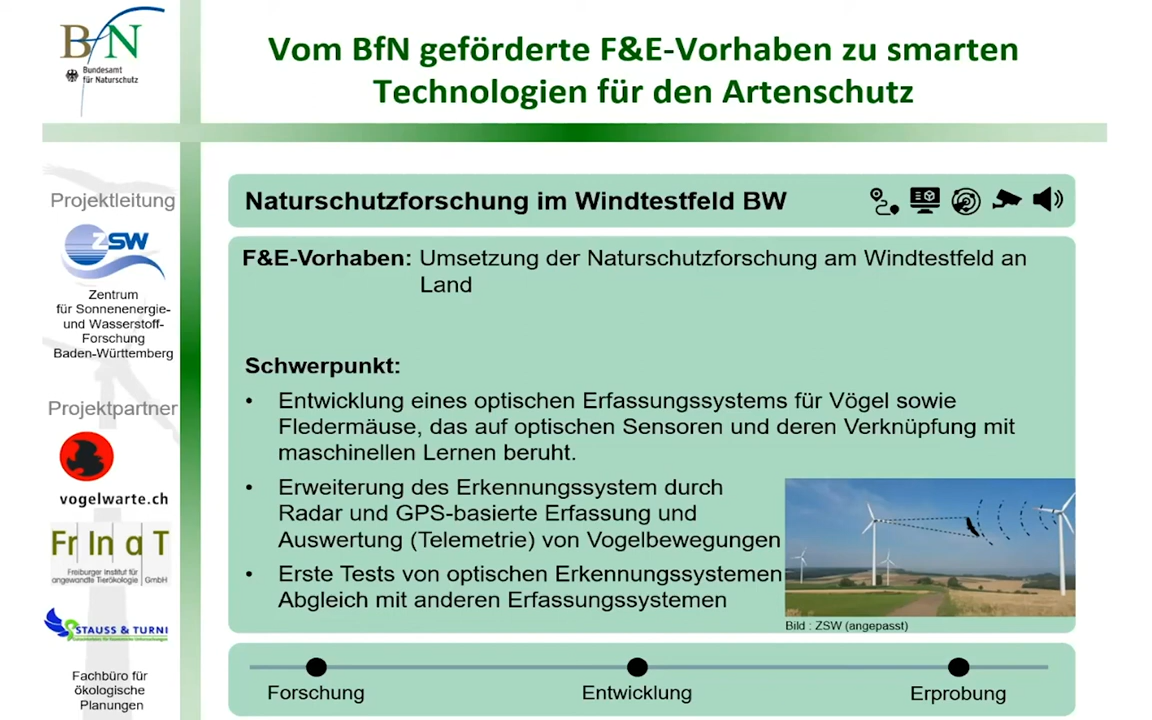 BfN
Bundesamt
für Naturschutz
Vom BfN geförderte F&E-Vorhaben zu smarten
Technologien für den Artenschutz
Projektleitung
ZSW
Zentrum
für Sonnenenergie-
und Wasserstoff-
Forschung
Baden-Württemberg
Projektpartner
vogelwarte.ch
FrInaT
Freiburger Institut für
angewandte Tierökologie GmbH
STAUSS & TURNI
Fachbüro für
ökologische
Planungen
Naturschutzforschung im Windtestfeld BW
F&E-Vorhaben: Umsetzung der Naturschutzforschung am Windtestfeld an
Land
Schwerpunkt:
• Entwicklung eines optischen Erfassungssystems für Vögel sowie
Fledermäuse, das auf optischen Sensoren und deren Verknüpfung mit
maschinellen Lernen beruht.
• Erweiterung des Erkennungssystem durch
Radar und GPS-basierte Erfassung und
Auswertung (Telemetrie) von Vogelbewegungen
• Erste Tests von optischen Erkennungssystemen
Abgleich mit anderen Erfassungssystemen
Bild : ZSW (angepasst)
Forschung
Entwicklung
Erprobung